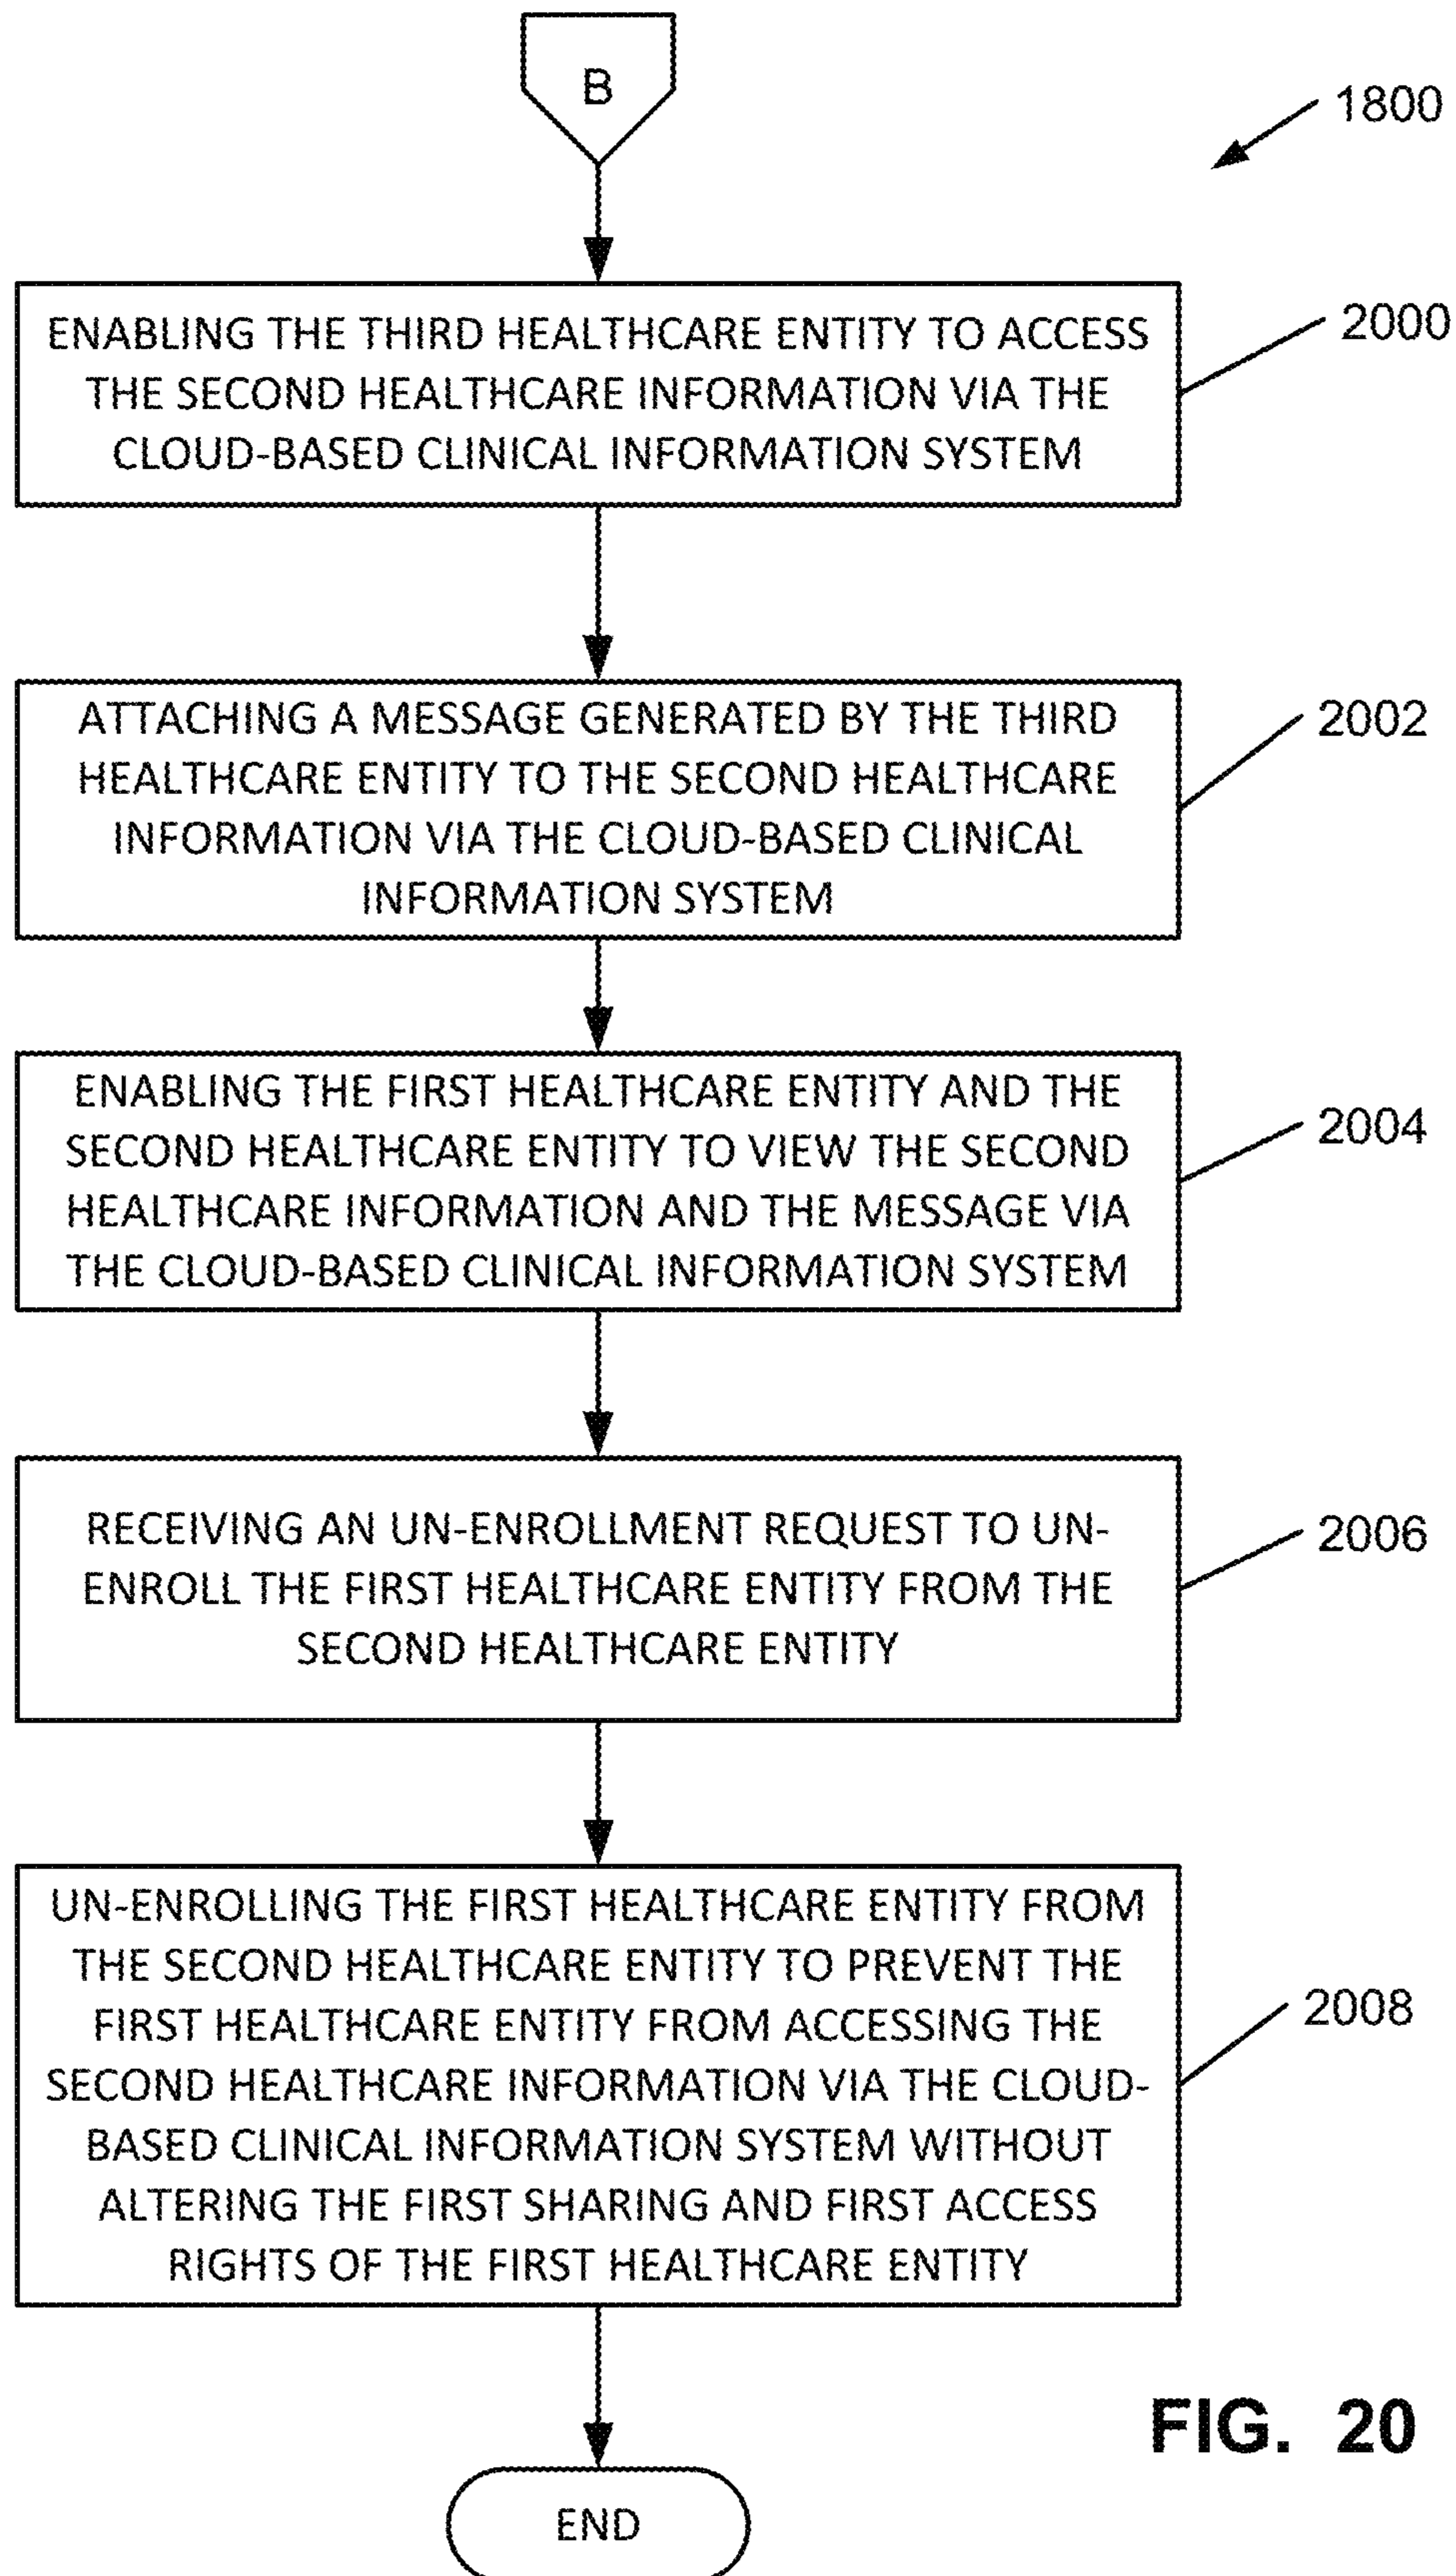 B
1800
ENABLING THE THIRD HEALTHCARE ENTITY TO ACCESS
THE SECOND HEALTHCARE INFORMATION VIA THE
CLOUD-BASED CLINICAL INFORMATION SYSTEM
2000
ATTACHING A MESSAGE GENERATED BY THE THIRD
HEALTHCARE ENTITY TO THE SECOND HEALTHCARE
INFORMATION VIA THE CLOUD-BASED CLINICAL
INFORMATION SYSTEM
2002
ENABLING THE FIRST HEALTHCARE ENTITY AND THE
SECOND HEALTHCARE ENTITY TO VIEW THE SECOND
HEALTHCARE INFORMATION AND THE MESSAGE VIA
THE CLOUD-BASED CLINICAL INFORMATION SYSTEM
2004
RECEIVING AN UN-ENROLLMENT REQUEST TO UN-
ENROLL THE FIRST HEALTHCARE ENTITY FROM THE
SECOND HEALTHCARE ENTITY
2006
UN-ENROLLING THE FIRST HEALTHCARE ENTITY FROM
THE SECOND HEALTHCARE ENTITY TO PREVENT THE
FIRST HEALTHCARE ENTITY FROM ACCESSING THE
SECOND HEALTHCARE INFORMATION VIA THE CLOUD-
BASED CLINICAL INFORMATION SYSTEM WITHOUT
ALTERING THE FIRST SHARING AND FIRST ACCESS
RIGHTS OF THE FIRST HEALTHCARE ENTITY
2008
END
FIG. 20